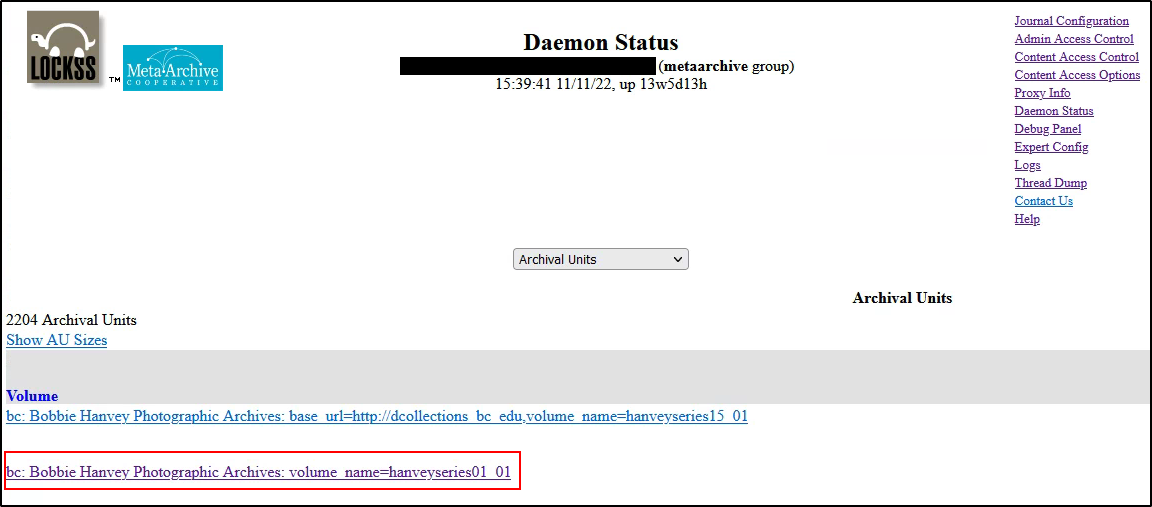 LOCKSS
TM
MetaArchive
COOPERATIVE
Daemon Status
(metaarchive group)
15:39:41 11/11/22, up 13w5d13h
Journal Configuration
Admin Access Control
Content Access Control
Content Access Options
Proxy Info
Daemon Status
Debug Panel
Expert Config
Logs
Thread Dump
Contact Us
Help
Archival Units
Archival Units
2204 Archival Units
Show AU Sizes
Volume
bc: Bobbie Hanvey Photographic Archives: base_url=http://dcollections_bc_edu,volume_name=hanveyseries15_01
bc: Bobbie Hanvey Photographic Archives: volume_name=hanveyseries01_01